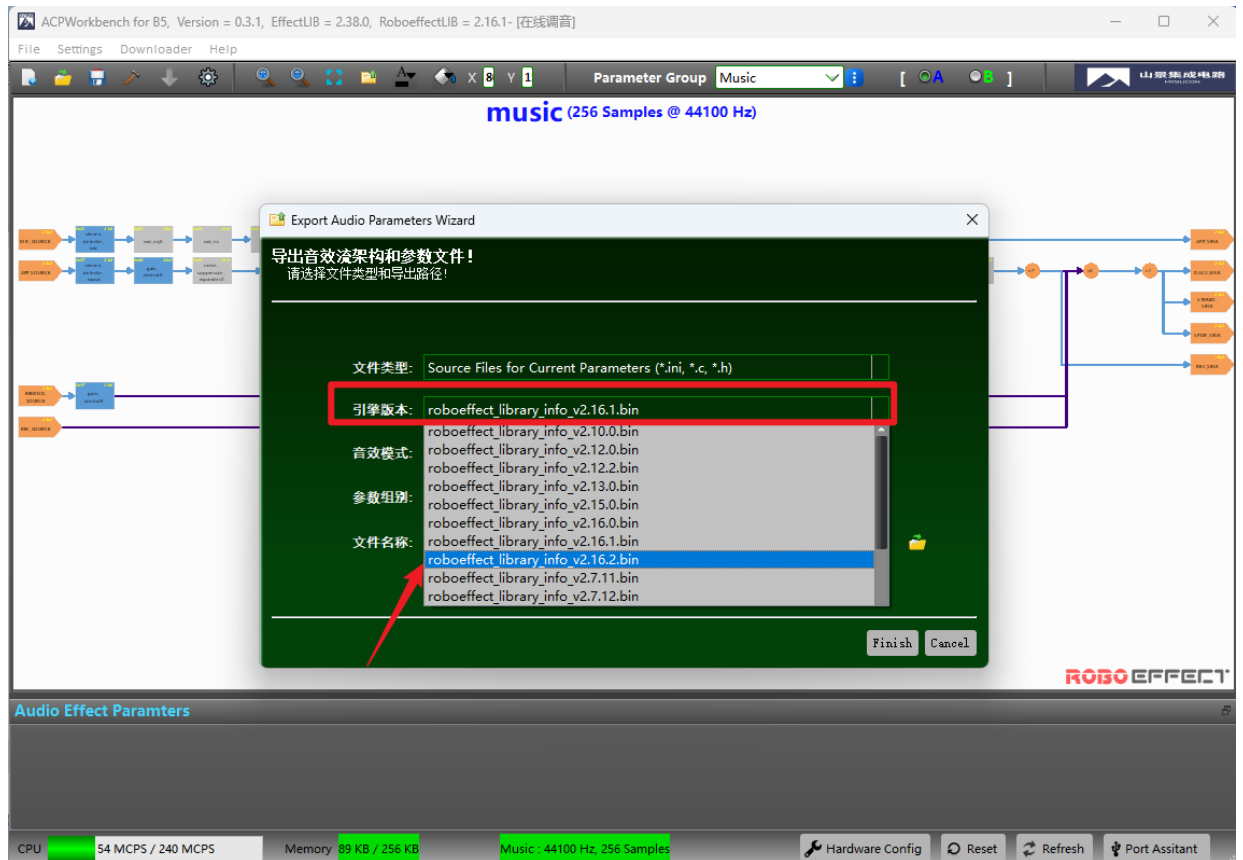 ACPWorkbench for B5, Version = 0.3.1, EffectLIB = 2.38.0, RoboeffectLIB = 2.16.1- [在线调音]
File Settings Downloader Help
X 8 Y 1 Parameter Group Music [ A B ] 山景集成电路
music (256 Samples @ 44100 Hz)
Export Audio Parameters Wizard
导出音效流架构和参数文件!
请选择文件类型和导出路径!
文件类型: Source Files for Current Parameters (*.ini, *.c, *.h)
引擎版本: roboeffect_library_info_v2.16.1.bin
roboeffect_library_info_v2.10.0.bin
音效模式:
roboeffect_library_info_v2.12.0.bin
roboeffect_library_info_v2.12.2.bin
roboeffect_library_info_v2.13.0.bin
参数组别:
roboeffect_library_info_v2.15.0.bin
roboeffect_library_info_v2.16.0.bin
文件名称:
roboeffect_library_info_v2.16.1.bin
roboeffect_library_info_v2.16.2.bin
roboeffect_library_info_v2.7.11.bin
roboeffect_library_info_v2.7.12.bin
Finish Cancel
ROBOEFFECT
Audio Effect Paramters
CPU 54 MCPS / 240 MCPS Memory 89 KB / 256 KB Music : 44100 Hz, 256 Samples Hardware Config Reset Refresh Port Assitant